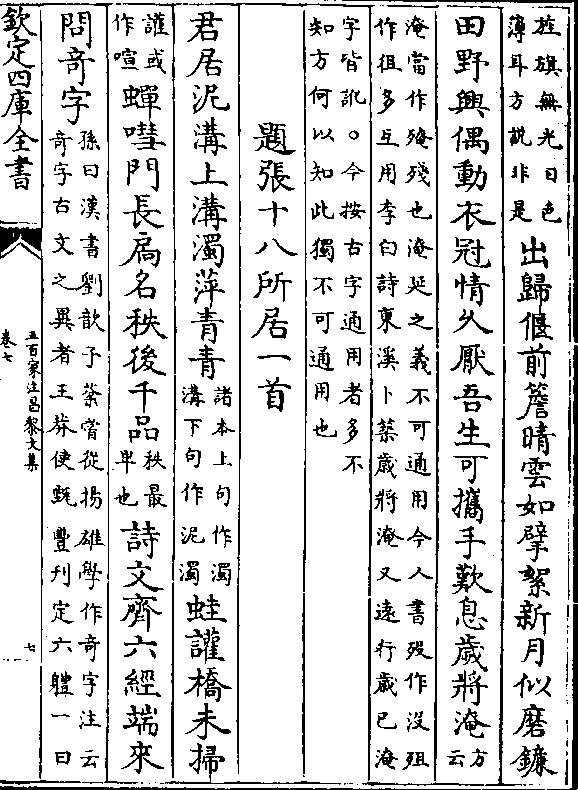 旌旗無光日色
薄耳方說非是
出歸偃前簷晴雲如擘絮新月似磨鐮
田野興偶動衣冠情久厭吾生可攜手歎息歲將淹
方
云
淹當作殗殘也淹延之義不可通用今人書歿作沒殂
作徂多互用李白詩東溪卜築歲將淹又遠行歲已淹
字皆訛。今按古字通用者多不
知方何以知此獨不可通用也
題張十八所居一首
君居泥溝上溝濁萍青青
諸本上句作濁
溝下句作泥濁
蛙讙橋未掃
讙或
作喧
蟬嘒門長扄名秩後千品
秩最
卑也
詩文齊六經端來
問奇字
孫曰漢書劉歆子棻嘗從揚雄學作奇字注云
奇字古文之異者王莽使甄豐刋定六體一曰
欽定四庫全書
五百家注昌黎文集
卷七
七